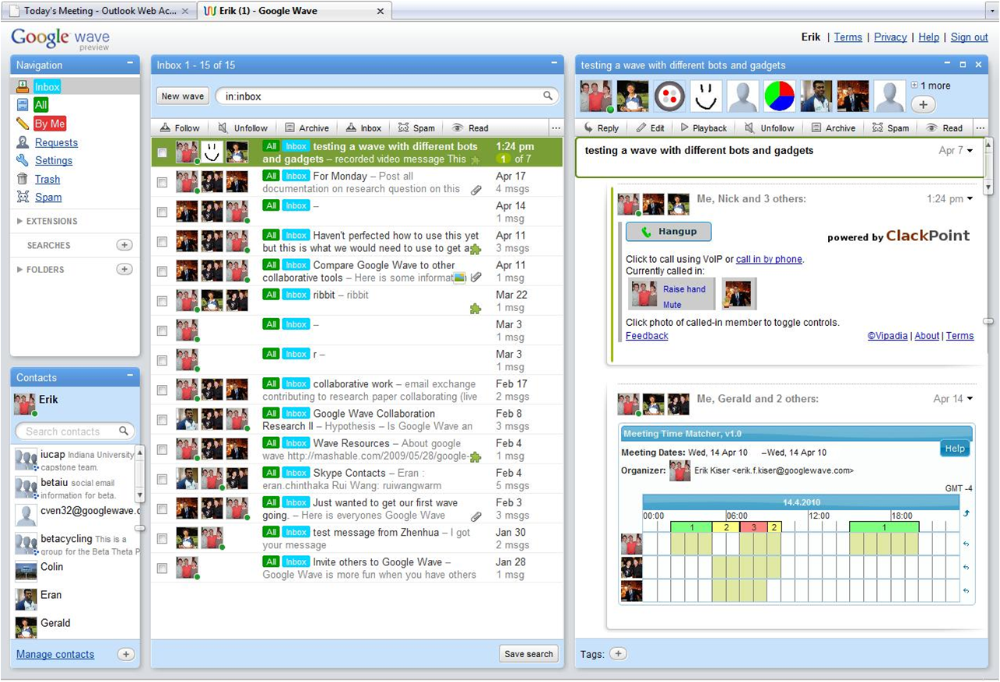 Today's Meeting - Outlook Web Ac...
Erik (1) - Google Wave
Google wave
preview
Erik | Terms | Privacy | Help | Sign out
Navigation
Inbox
All
By Me
Requests
Settings
Trash
Spam
EXTENSIONS
SEARCHES
FOLDERS
Contacts
Erik
Search contacts
iucap Indiana University
capstone team.
betaiu social email
information for beta.
cven32@googlewave.c
betacycling This is a
group for the Beta Theta P
Colin
Eran
Gerald
Manage contacts
Inbox 1 - 15 of 15
New wave
in:inbox
Follow Unfollow Archive Inbox Spam Read ...
All Inbox testing a wave with different bots 1:24 pm
and gadgets – recorded video message This 1 of 7
All Inbox For Monday – Post all Apr 17
documentation on research question on this 4 msgs
All Inbox – Apr 14
1 msg
All Inbox Haven't perfected how to use this yet Apr 11
but this is what we would need to use to get a 3 msgs
All Inbox Compare Google Wave to other Apr 11
collaborative tools – Here is some informat 1 msg
All Inbox ribbit – ribbit Mar 22
1 msg
All Inbox – Mar 3
1 msg
All Inbox r – Mar 3
1 msg
All Inbox collaborative work – email exchange Feb 17
contributing to research paper collaborating (live 2 msgs
All Inbox Google Wave Collaboration Feb 8
Research II – Hypothesis – Is Google Wave an 3 msgs
All Inbox Wave Resources – About google Feb 4
wave http://mashable.com/2009/05/28/google- 1 msg
All Inbox Skype Contacts – Eran : Feb 4
eran.chinthaka Rui Wang: ruiwangwarm 5 msgs
All Inbox Just wanted to get our first wave Feb 3
going. – Here is everyones Google Wave 3 msgs
All Inbox test message from Zhenhua – I got Jan 30
your message 2 msgs
All Inbox Invite others to Google Wave – Jan 28
Google Wave is more fun when you have others 1 msg
Save search
testing a wave with different bots and gadgets
1 more
Reply Edit Playback Unfollow Archive Spam Read ...
testing a wave with different bots and gadgets Apr 7
Me, Nick and 3 others: 1:24 pm
Hangup
powered by ClackPoint
Click to call using VoIP or call in by phone.
Currently called in:
Raise hand
Mute
Click photo of called-in member to toggle controls.
Feedback ©Vipadia | About | Terms
Me, Gerald and 2 others: Apr 14
Meeting Time Matcher, v1.0
Meeting Dates: Wed, 14 Apr 10 –Wed, 14 Apr 10
Help
Organizer: Erik Kiser <erik.f.kiser@googlewave.com>
GMT -4
14.4.2010
00:00 06:00 12:00 18:00
1 2 3 2 1
Tags: